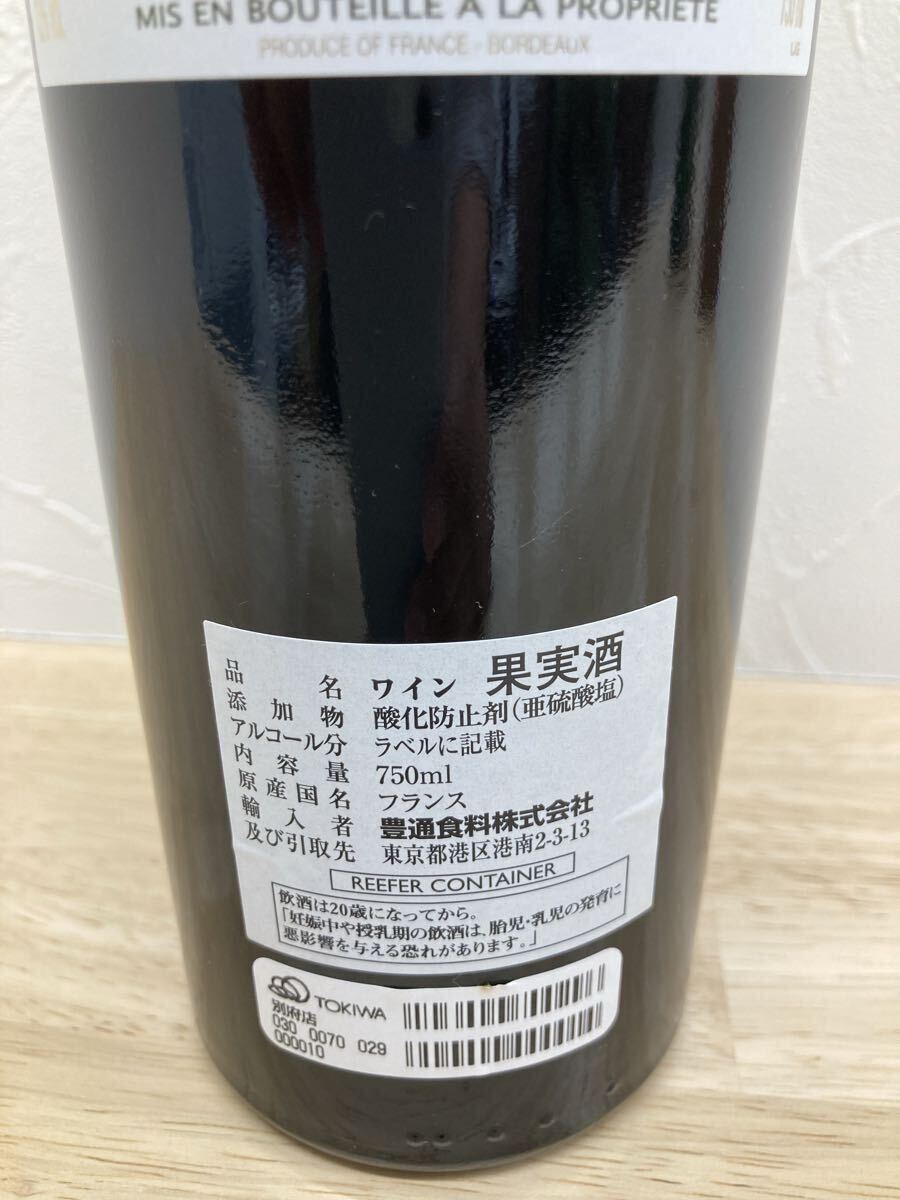 MIS EN BOUTEILLE À LA PROPRIÉTÉ
PRODUCE OF FRANCE - BORDEAUX
品名 ワイン 果実酒
添加物 酸化防止剤(亜硫酸塩)
アルコール分 ラベルに記載
内容量 750ml
原産国名 フランス
輸入者 豊通食料株式会社
及び引取先 東京都港区港南2-3-13
REEFER CONTAINER
飲酒は20歳になってから。
「妊娠中や授乳期の飲酒は、胎児・乳児の発育に
悪影響を与える恐れがあります。」
TOKIWA
別府店
030 0070 029
000010